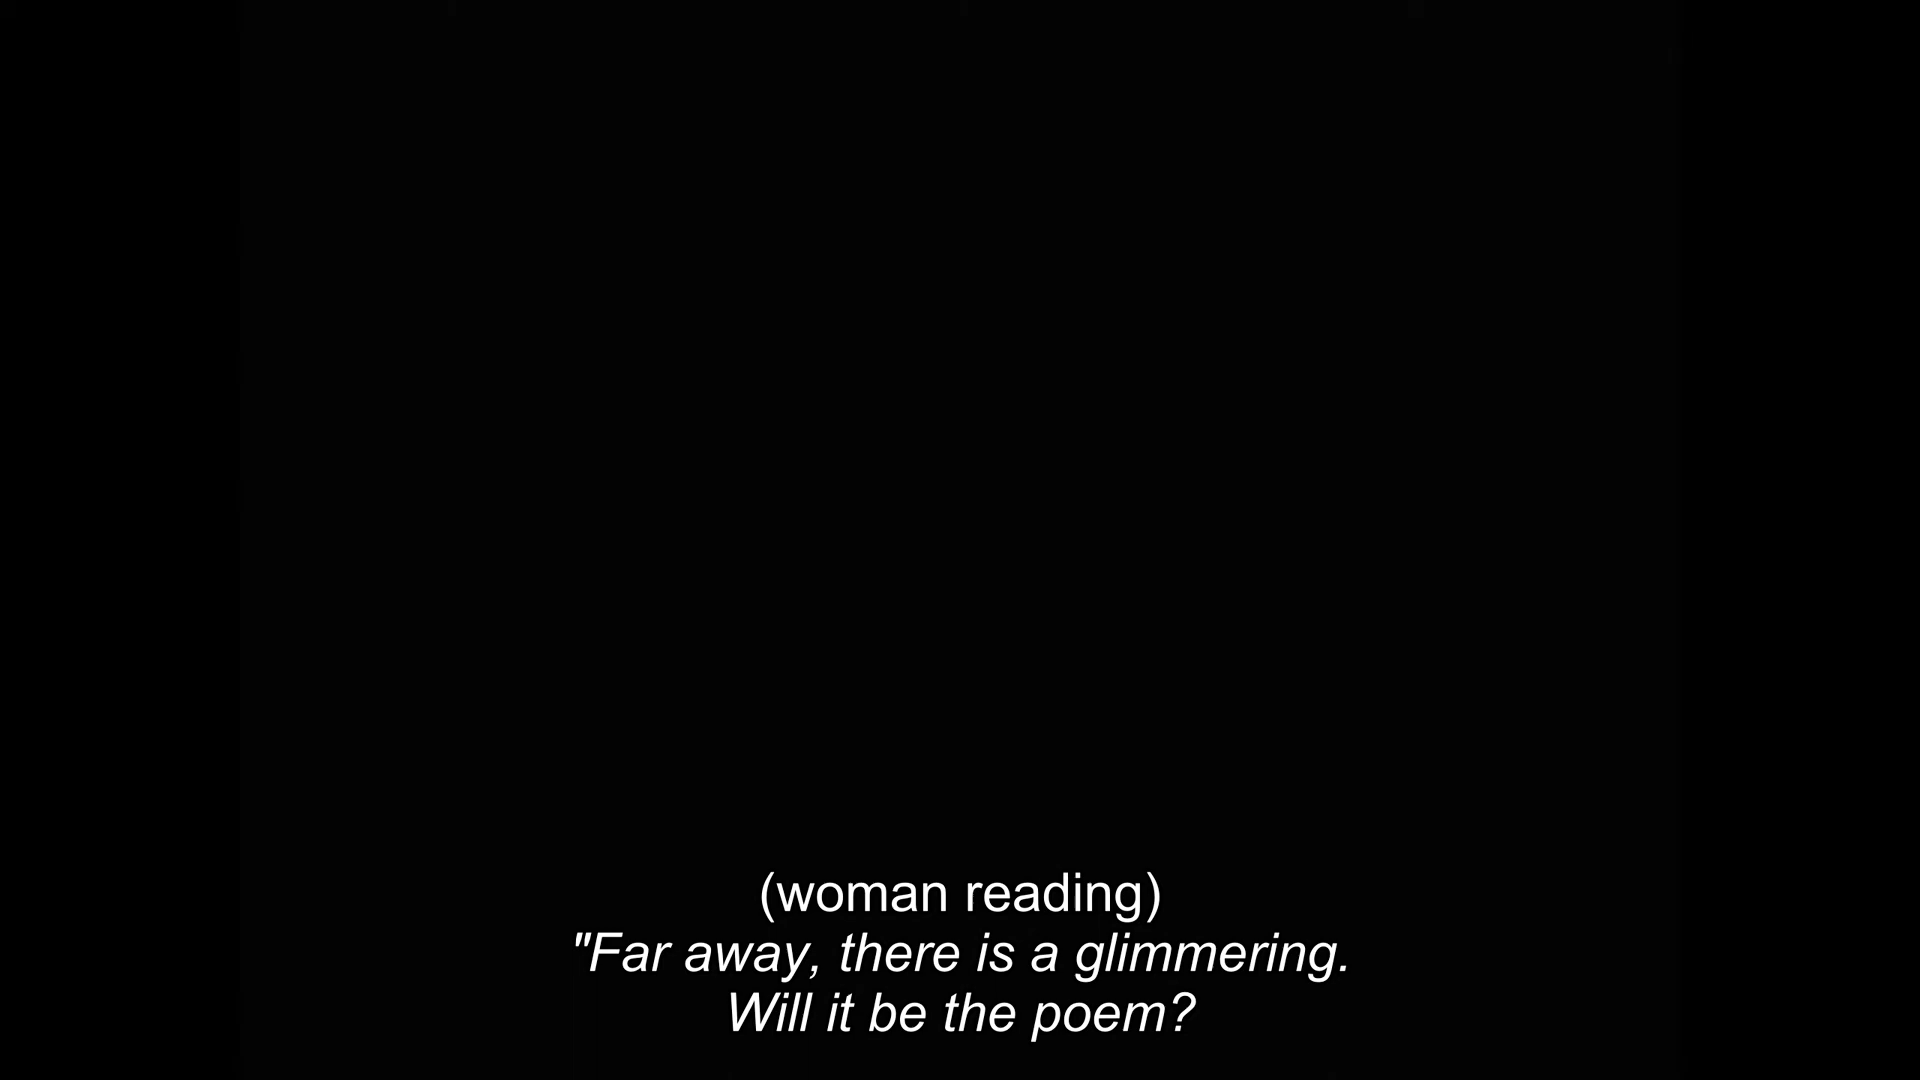 (woman reading)
"Far away, there is a glimmering.
Will it be the poem?